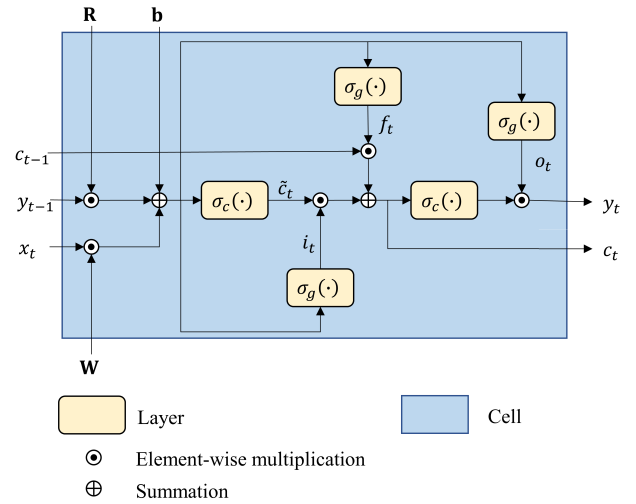 R b
σg(·)
σg(·)
fₜ
cₜ₋₁
oₜ
yₜ₋₁ σc(·) c̃ₜ σc(·) yₜ
xₜ iₜ cₜ
σg(·)
W
Layer Cell
Element-wise multiplication
Summation